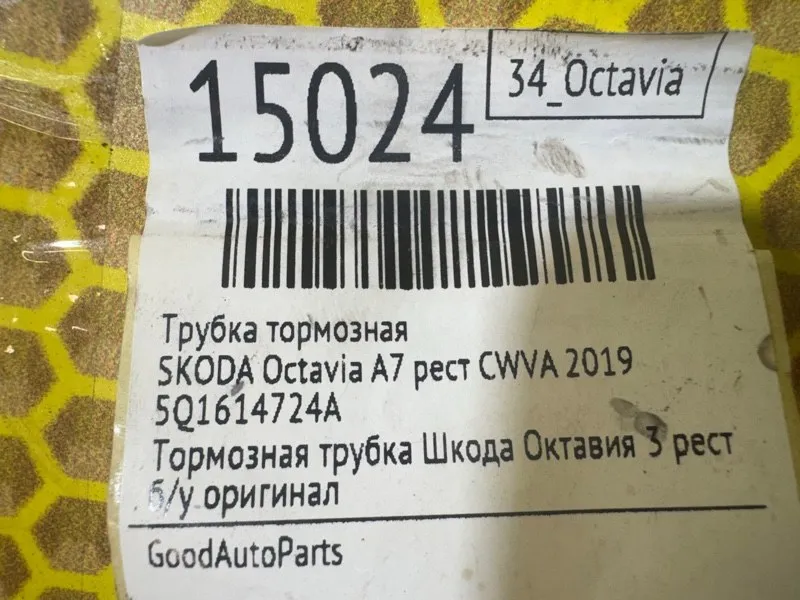 15024
34_Octavia
Трубка тормозная
SKODA Octavia A7 рест CWVA 2019
5Q1614724A
Тормозная трубка Шкода Октавия 3 рест
б/у оригинал
GoodAutoParts